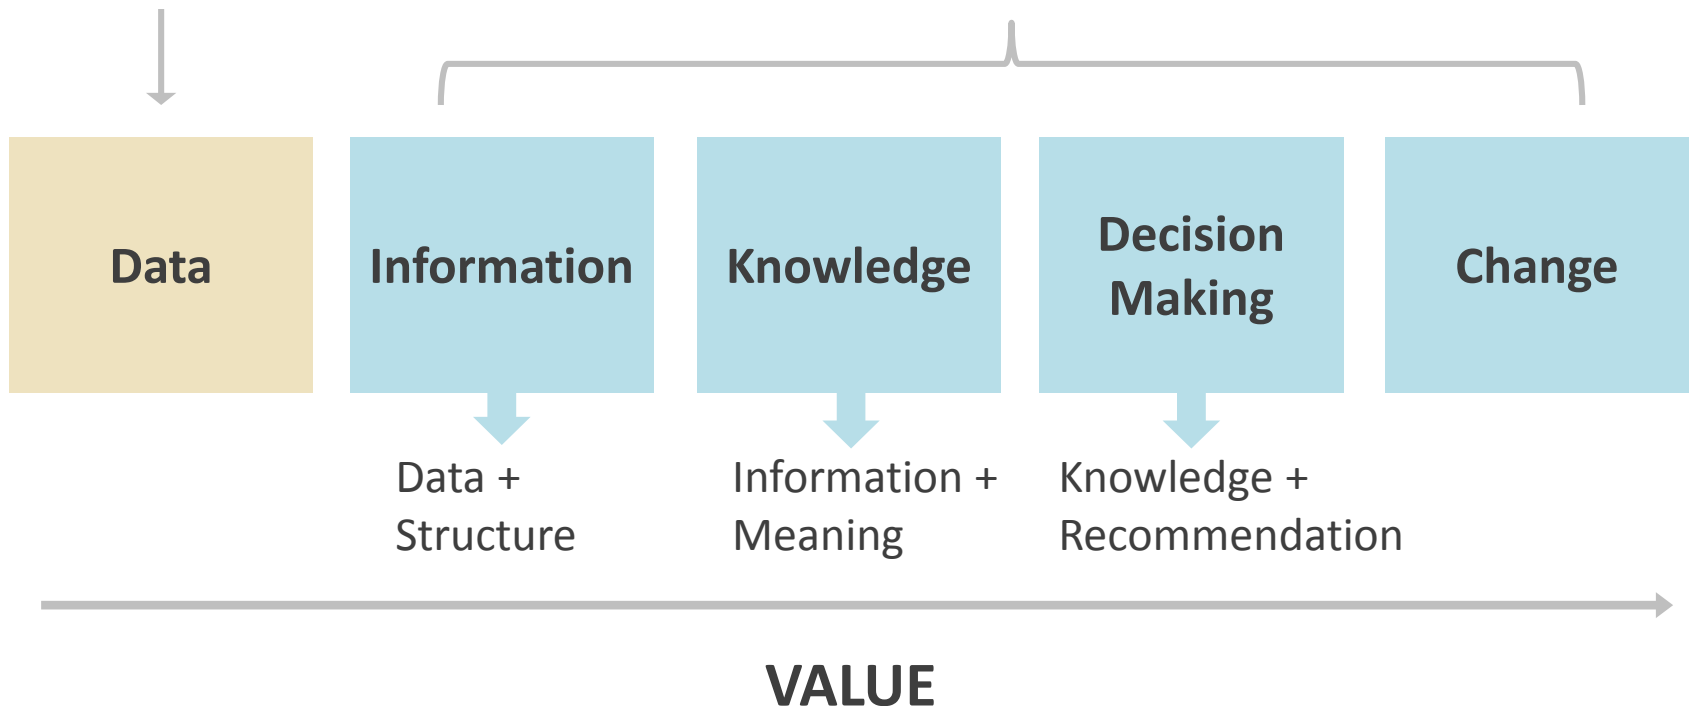 Data
Information
Knowledge
Decision
Making
Change
Data +
Structure
Information +
Meaning
Knowledge +
Recommendation
VALUE